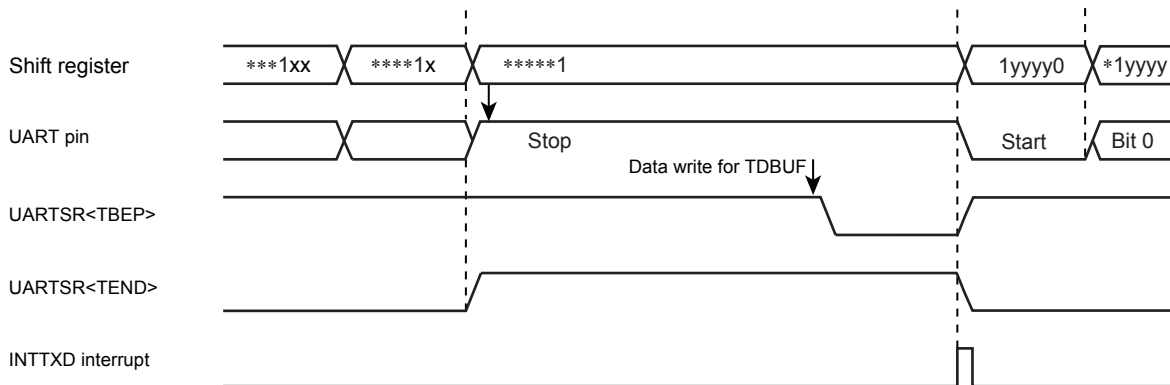 Shift register
***1xx
****1x
*****1
1yyyy0
*1yyyy
UART pin
Stop
Start
Bit 0
Data write for TDBUF
UARTSR<TBEP>
UARTSR<TEND>
INTTXD interrupt